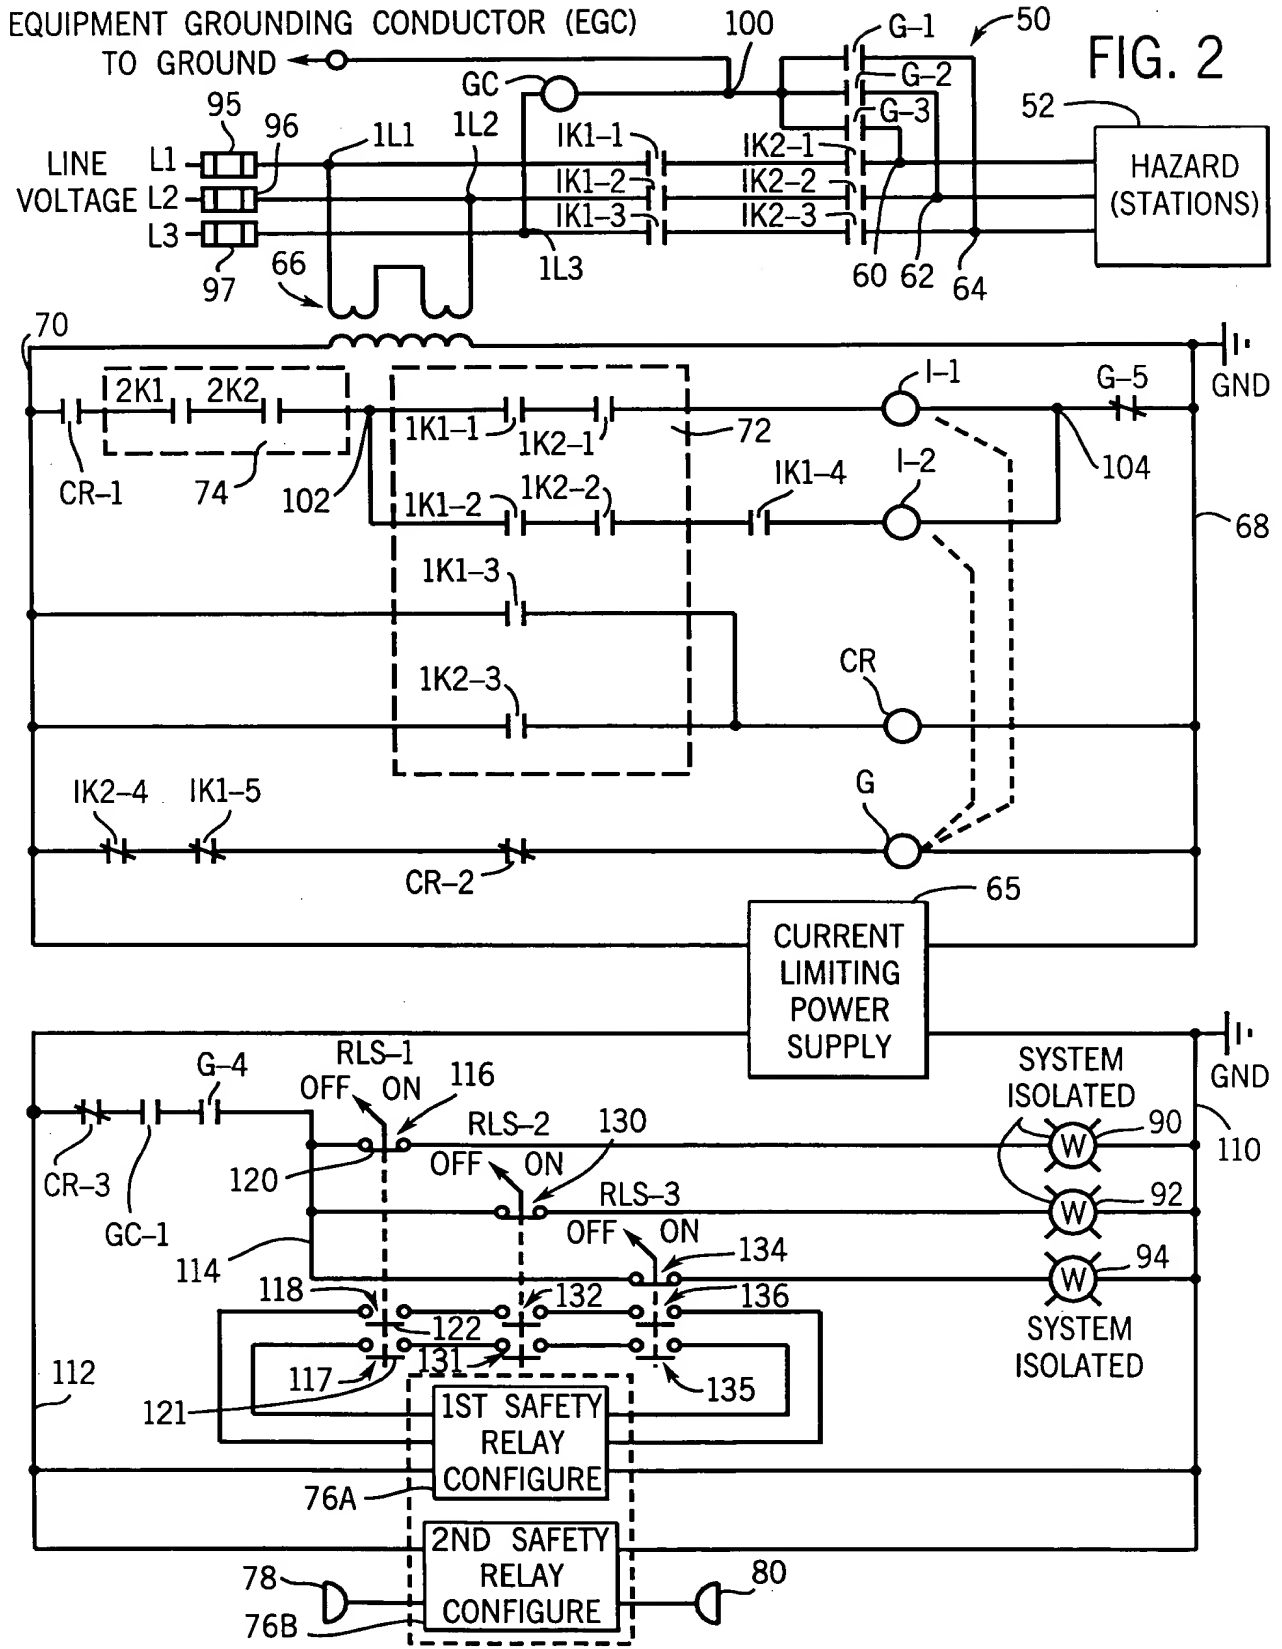 EQUIPMENT GROUNDING CONDUCTOR (EGC)
TO GROUND
100
G-1
50
FIG. 2
GC
G-2
52
95
96
1L1
1L2
G-3
LINE
VOLTAGE
L1
L2
L3
IK1-1
IK2-1
IK1-2
IK2-2
IK1-3
IK2-3
HAZARD
(STATIONS)
97
66
1L3
60
62
64
70
GND
CR-1
2K1
2K2
74
102
1K1-1
1K2-1
72
I-1
G-5
104
1K1-2
1K2-2
IK1-4
I-2
68
1K1-3
1K2-3
CR
IK2-4
IK1-5
CR-2
G
65
CURRENT
LIMITING
POWER
SUPPLY
GND
RLS-1
OFF ON
116
G-4
CR-3
GC-1
120
RLS-2
OFF ON
130
RLS-3
OFF ON
134
SYSTEM
ISOLATED
W
90
110
W
92
W
94
SYSTEM
ISOLATED
114
118
122
132
136
112
117
121
131
135
1ST SAFETY
RELAY
CONFIGURE
76A
2ND SAFETY
RELAY
CONFIGURE
76B
78
80